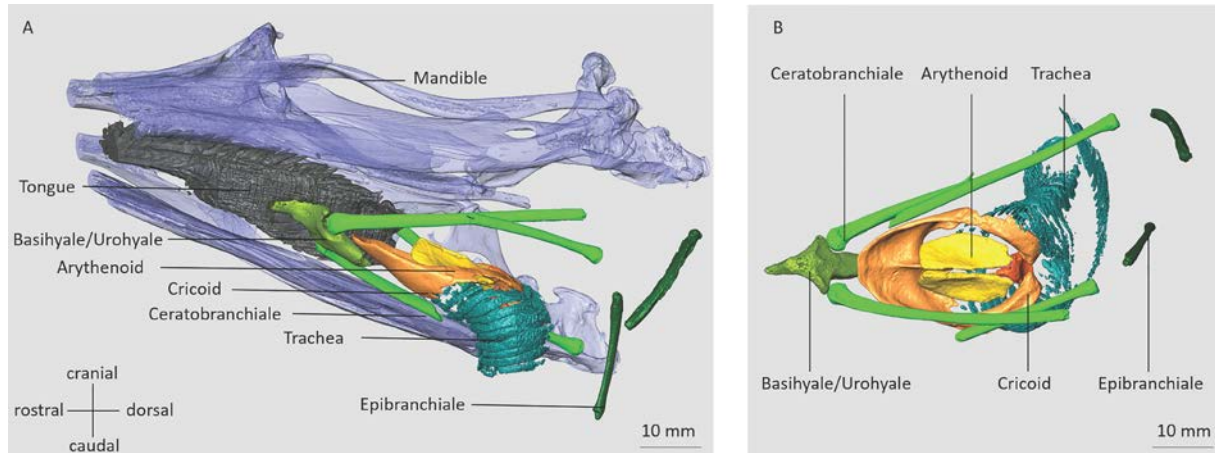 A
Mandible
Tongue
Basihyale/Urohyale
Arythenoid
Cricoid
Ceratobranchiale
Trachea
Epibranchiale
cranial
rostral dorsal
caudal
10 mm
B
Ceratobranchiale Arythenoid Trachea
Basihyale/Urohyale Cricoid Epibranchiale
10 mm